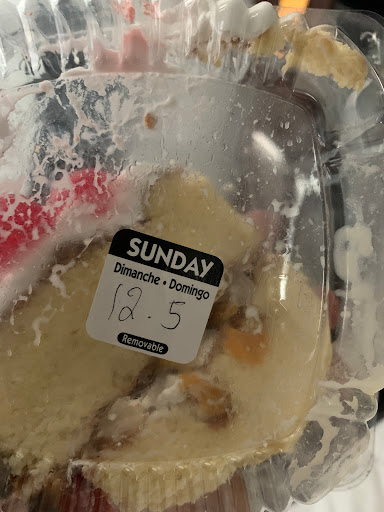 SUNDAY
Dimanche • Domingo
12.5
Removable